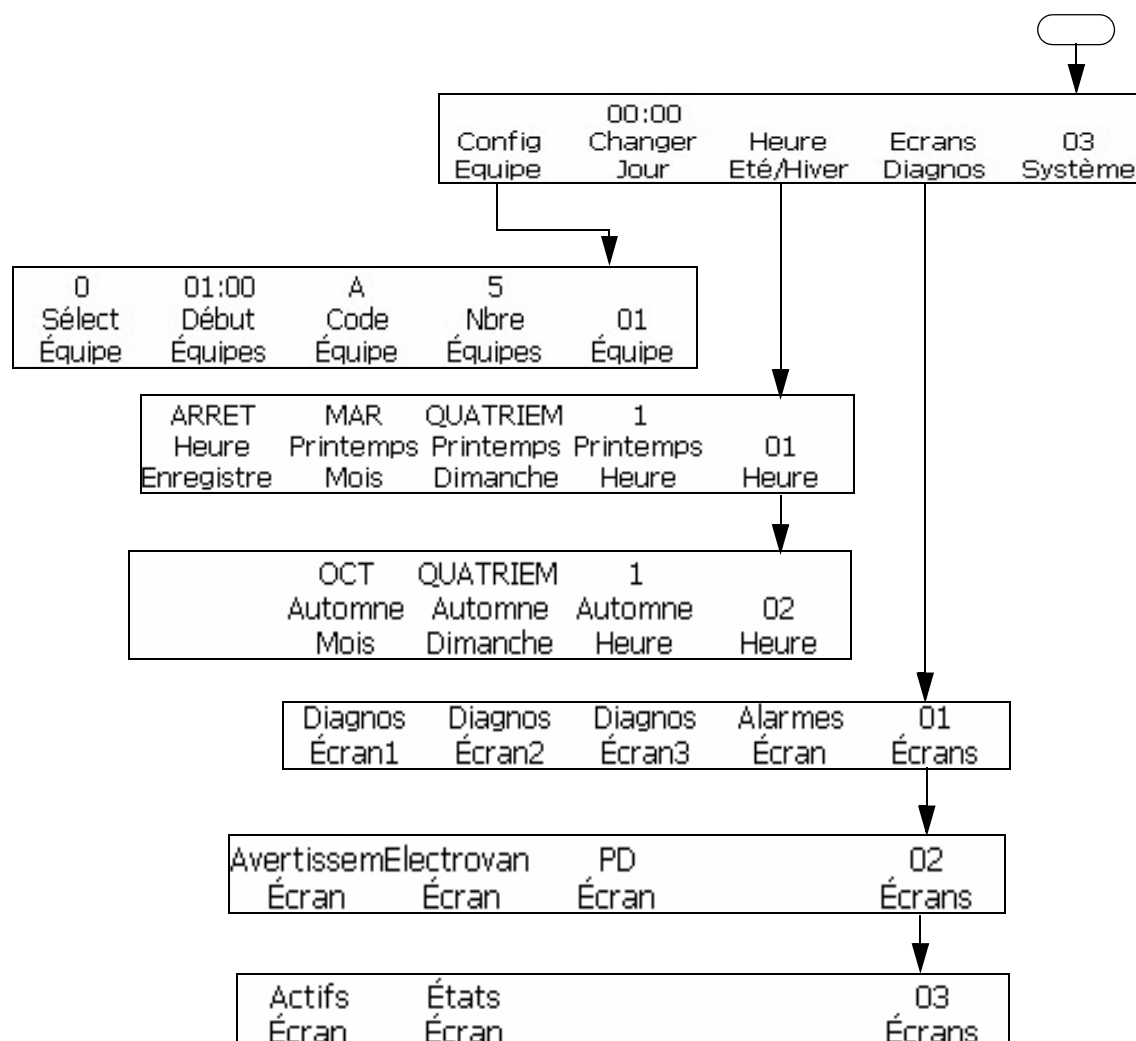 00:00
Config Changer Heure Ecrans 03
Equipe Jour Eté/Hiver Diagnos Système
0 01:00 A 5
Sélect Début Code Nbre 01
Équipe Équipes Équipe Équipes Équipe
ARRET MAR QUATRIEM 1
Heure Printemps Printemps Printemps 01
Enregistre Mois Dimanche Heure Heure
OCT QUATRIEM 1
Automne Automne Automne 02
Mois Dimanche Heure Heure
Diagnos Diagnos Diagnos Alarmes 01
Écran1 Écran2 Écran3 Écran Écrans
AvertissemElectrovan PD 02
Écran Écran Écran Écrans
Actifs États 03
Écran Écran Écrans